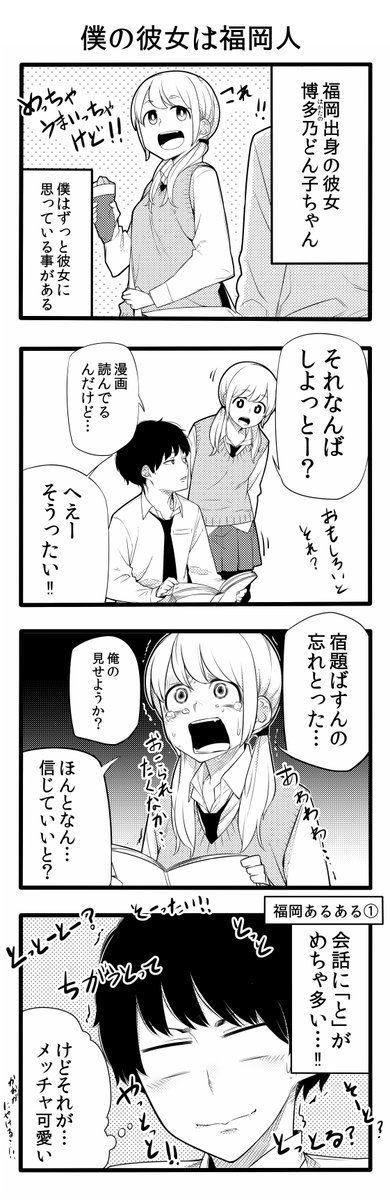 僕の彼女は福岡人
福岡出身の彼女
博多乃どん子ちゃん
はかたの
これ!!
めっちゃ
うまいっちゃ
けど!!
僕はずっと彼女に
思っている事がある
それなんば
しよっとー?
漫画
読んでる
んだけど…
おもしろいと
それ?
へえー
そうったい!!
宿題ばすんの
忘れとった…
俺の
見せようか?
あわわわ…
おこられ
たくなか…
ほんとなん…
信じていいと?
福岡あるある①
会話に「と」が
めちゃ多い…!!
そーったい!!
とっとーと?
ちがうとって
と?
やっと!!
とっとる?
けどそれが…
メッチャ可愛い